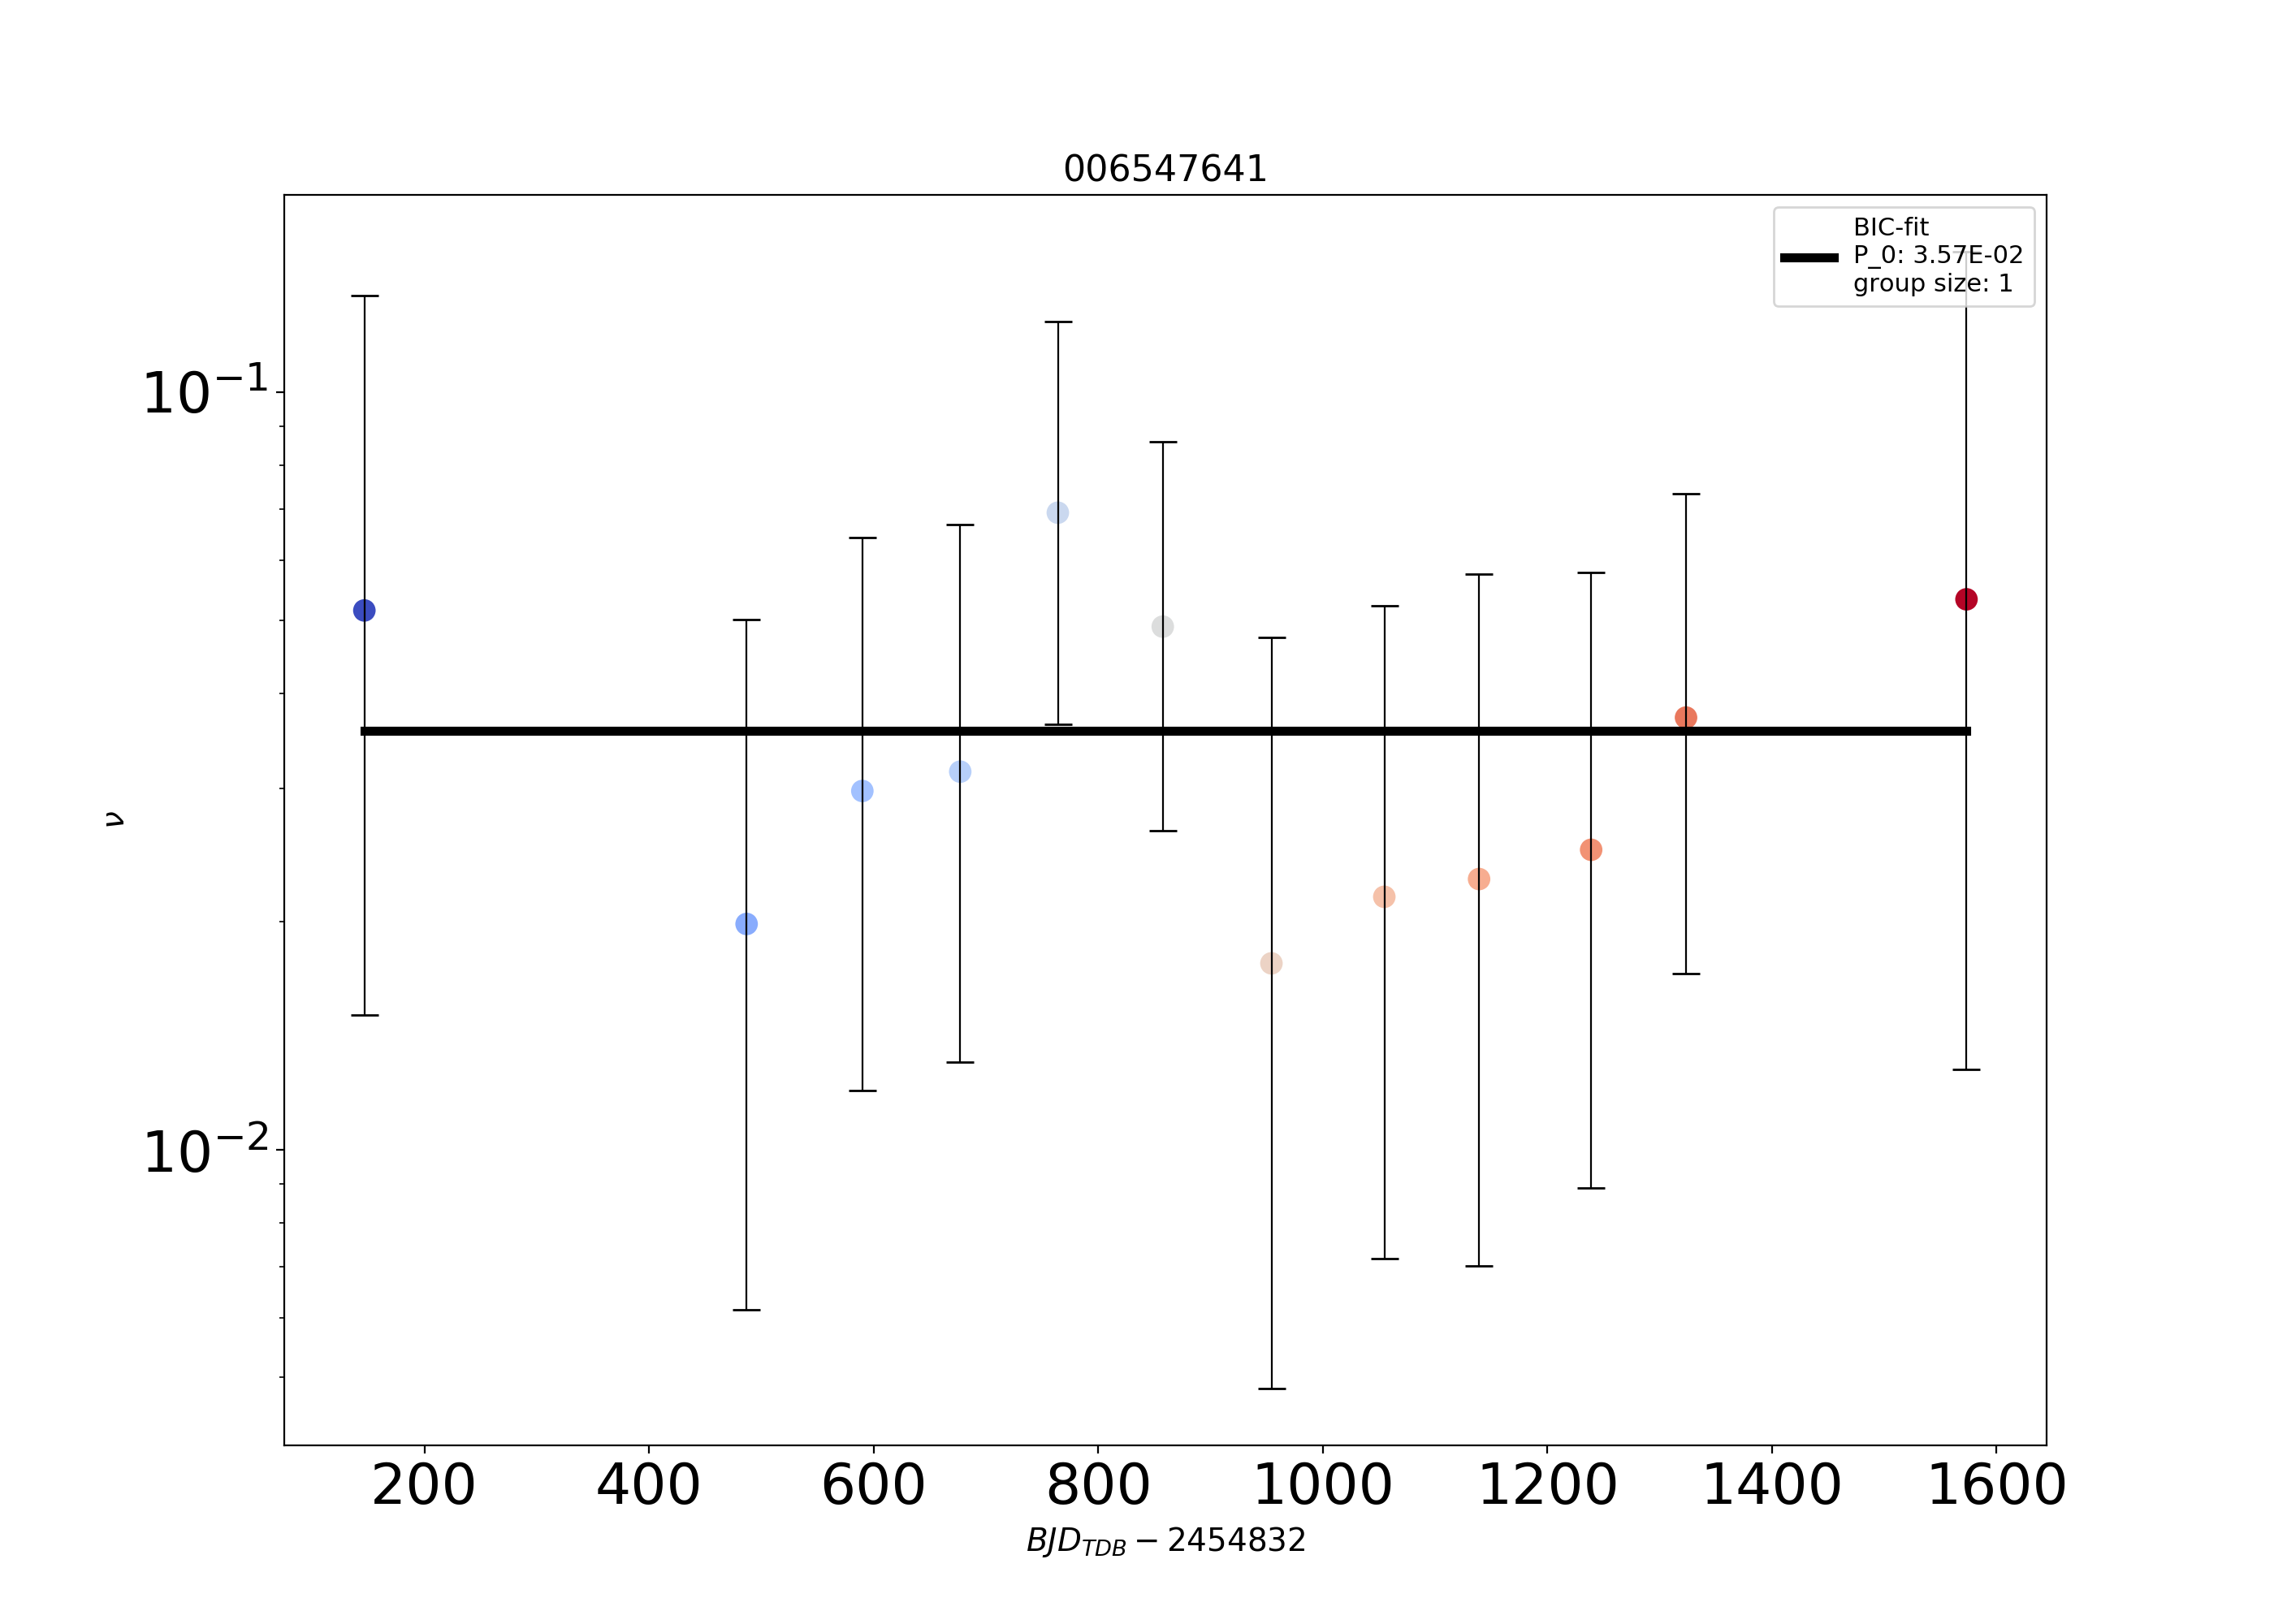 006547641
BIC-fit
P_0: 3.57E-02
group size: 1
10⁻¹
10⁻²
ν
200 400 600 800 1000 1200 1400 1600
BJD_TDB − 2454832